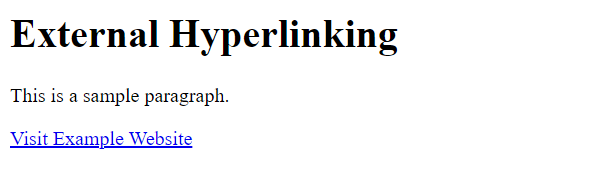 External Hyperlinking
This is a sample paragraph.
Visit Example Website